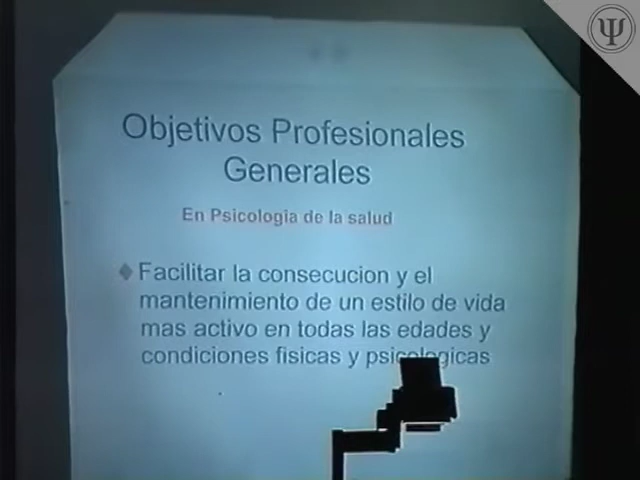 Objetivos Profesionales
Generales
En Psicologia de la salud
Facilitar la consecucion y el
mantenimiento de un estilo de vida
mas activo en todas las edades y
condiciones fisicas y psicologicas
Ψ